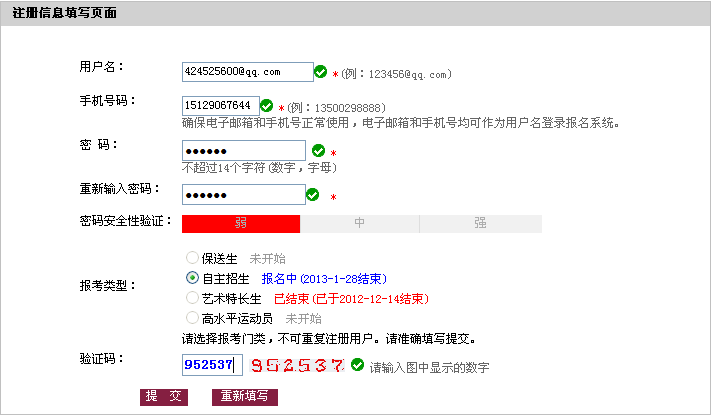 注册信息填写页面
用户名： 424525600@qq.com *(例：123456@qq.com)
手机号码： 15129067644 *(例：13500298888)
确保电子邮箱和手机号正常使用，电子邮箱和手机号均可作为用户名登录报名系统。
密 码： ●●●●●● *
不超过14个字符(数字，字母)
重新输入密码： ●●●●●● *
密码安全性验证： 弱 中 强
报考类型：
保送生 未开始
自主招生 报名中(2013-1-28结束)
艺术特长生 已结束(已于2012-12-14结束)
高水平运动员 未开始
请选择报考门类，不可重复注册用户。请准确填写提交。
验证码： 952537 952537 请输入图中显示的数字
提 交 重新填写